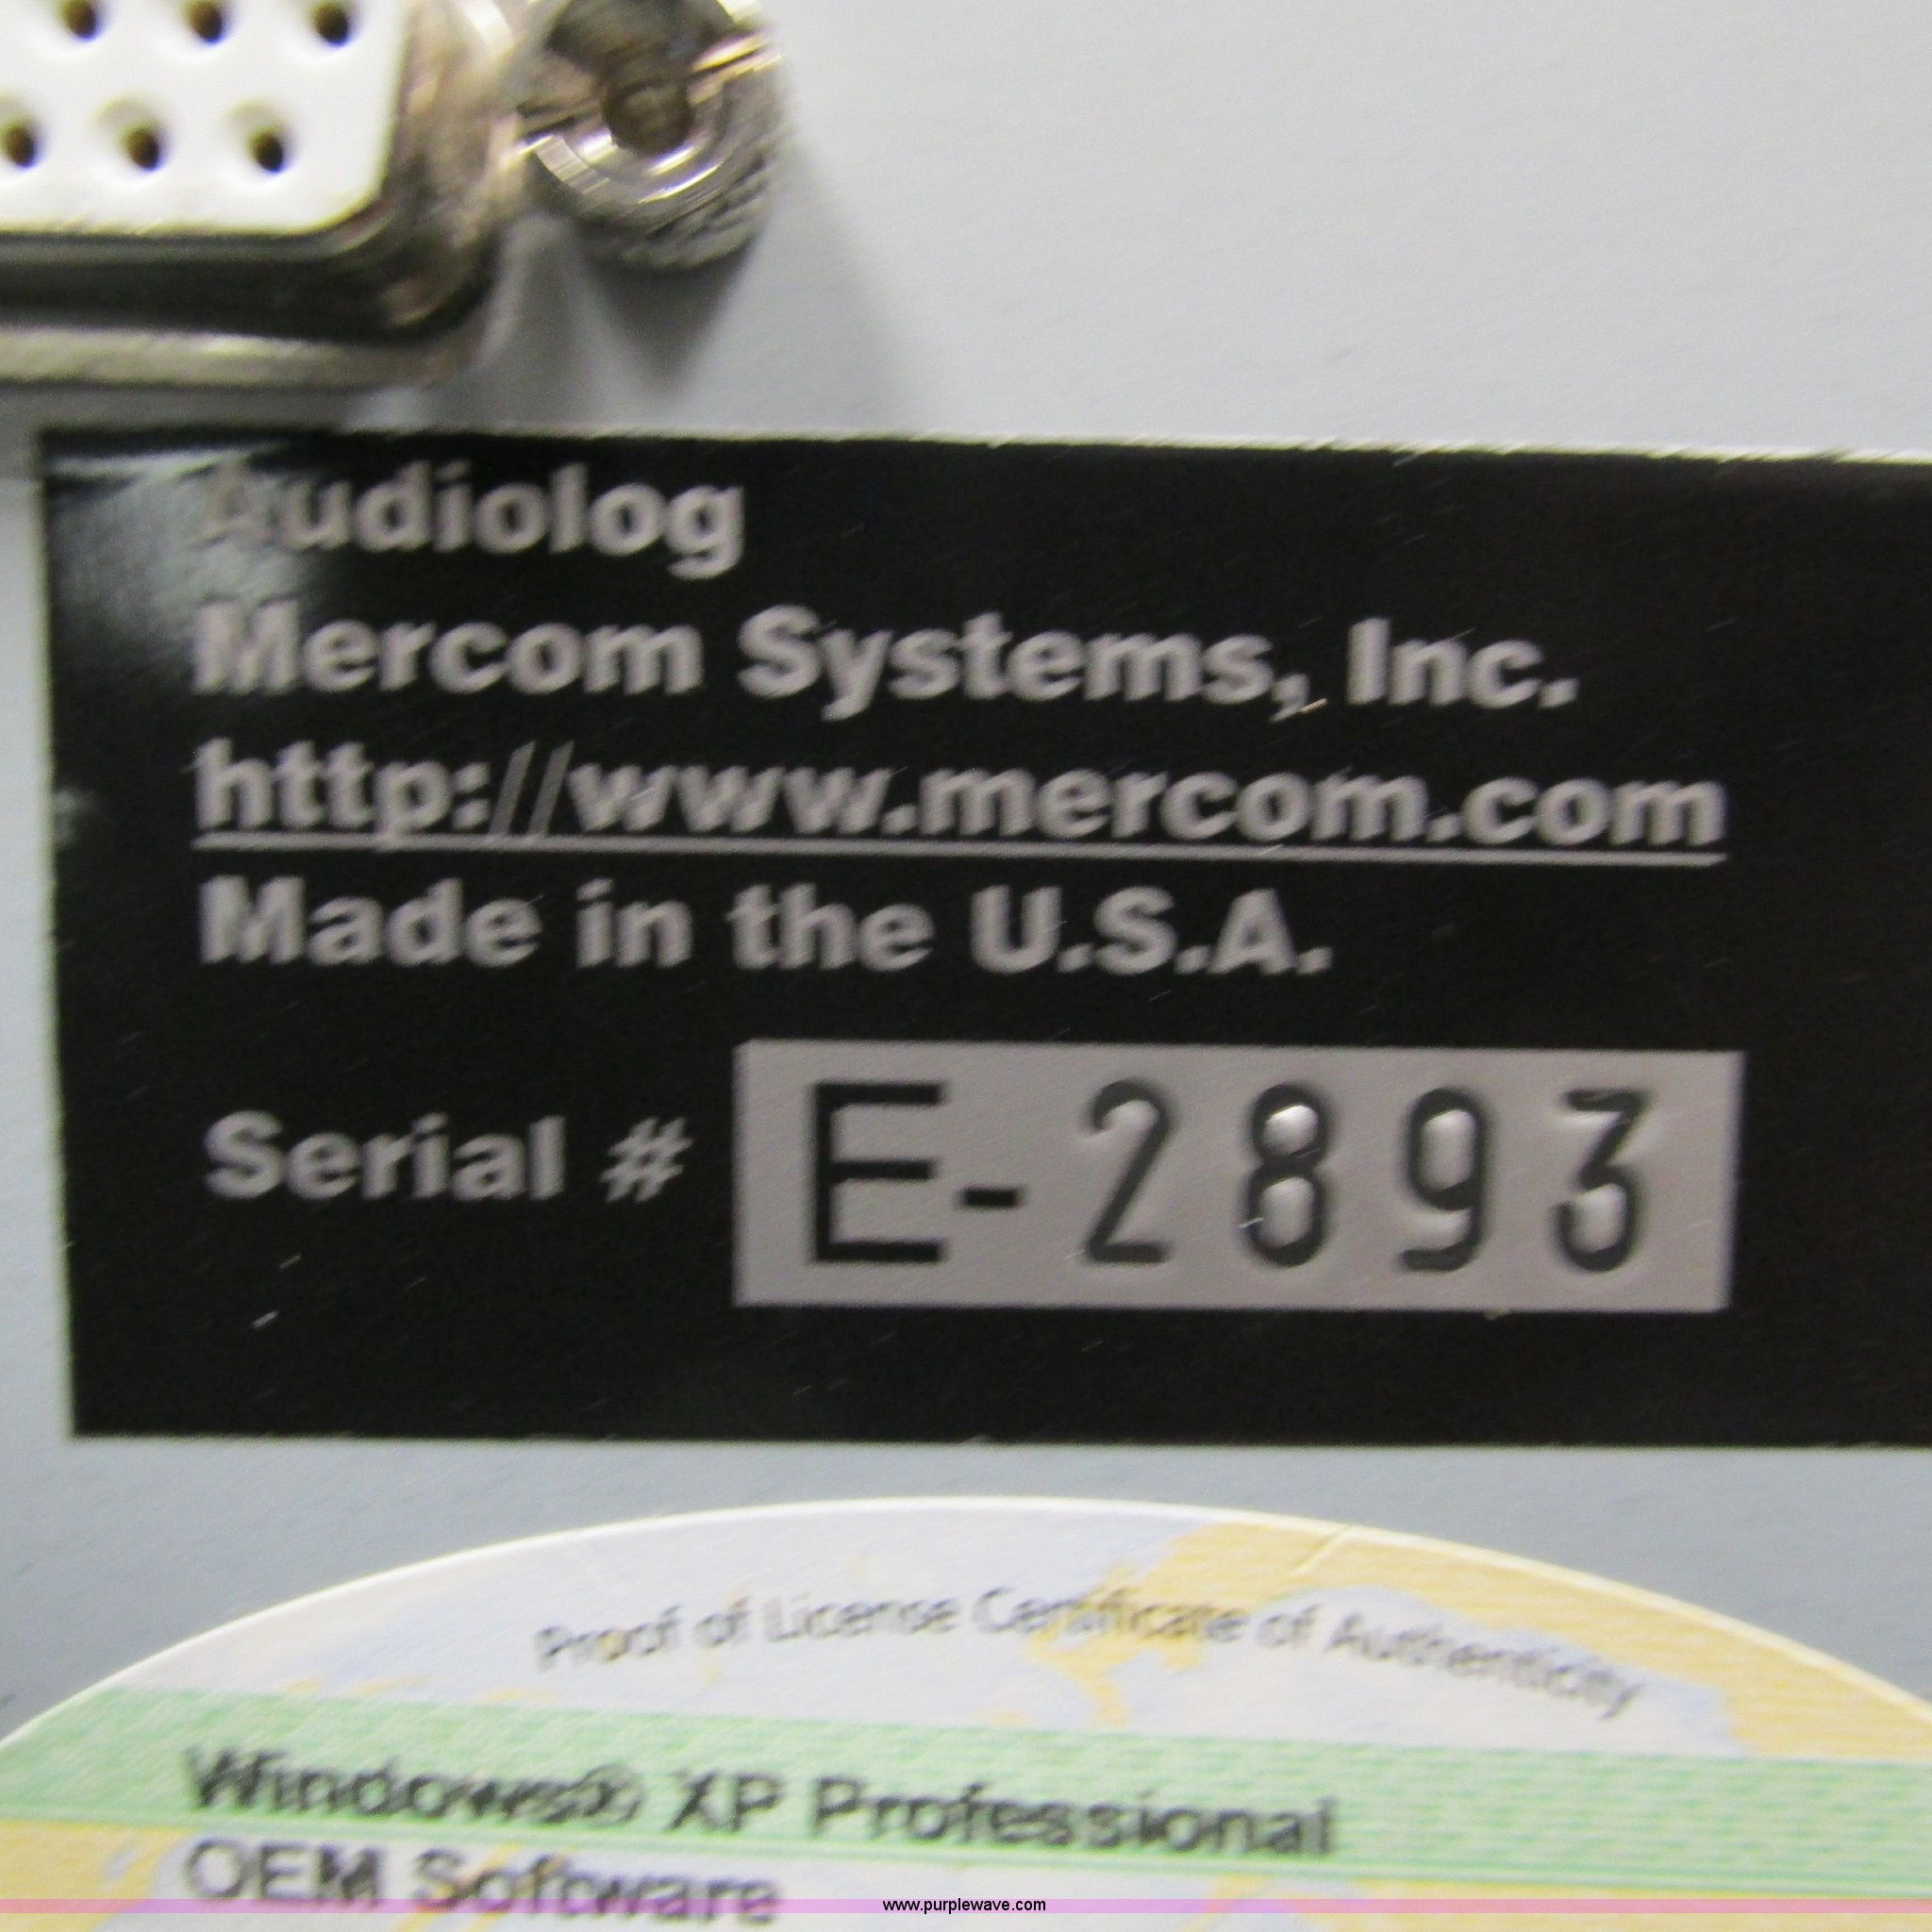 Audiolog
Mercom Systems, Inc.
http://www.mercom.com
Made in the U.S.A.
Serial # E-2893
Proof of License Certificate of Authenticity
Windows® XP Professional
OEM Software
www.purplewave.com